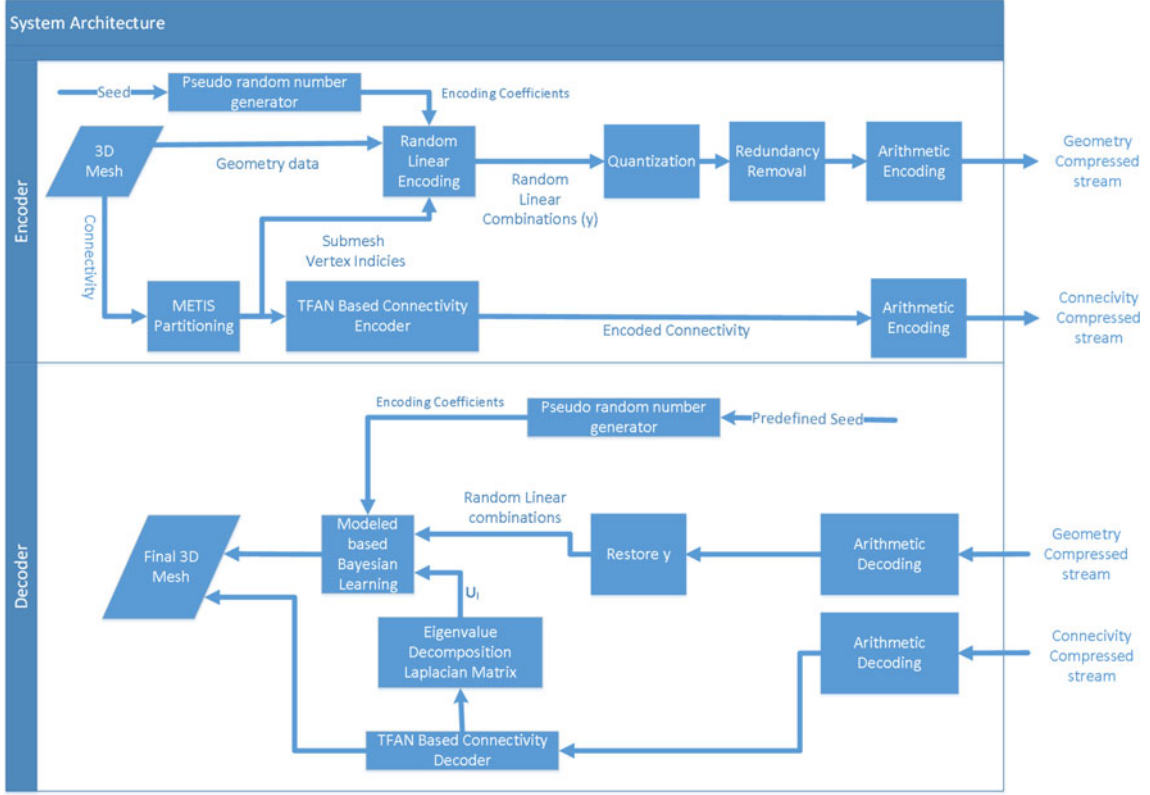 System Architecture
Encoder
Seed
Pseudo random number
generator
Encoding Coefficients
3D
Mesh
Geometry data
Random
Linear
Encoding
Random
Linear
Combinations (y)
Quantization
Redundancy
Removal
Arithmetic
Encoding
Geometry
Compressed
stream
Connectivity
Submesh
Vertex Indicies
METIS
Partitioning
TFAN Based Connectivity
Encoder
Encoded Connectivity
Arithmetic
Encoding
Connecivity
Compressed
stream
Decoder
Encoding Coefficients
Pseudo random number
generator
Predefined Seed
Final 3D
Mesh
Modeled
based
Bayesian
Learning
Random Linear
combinations
Restore y
Arithmetic
Decoding
Geometry
Compressed
stream
Ui
Eigenvalue
Decomposition
Laplacian Matrix
Arithmetic
Decoding
Connecivity
Compressed
stream
TFAN Based Connectivity
Decoder